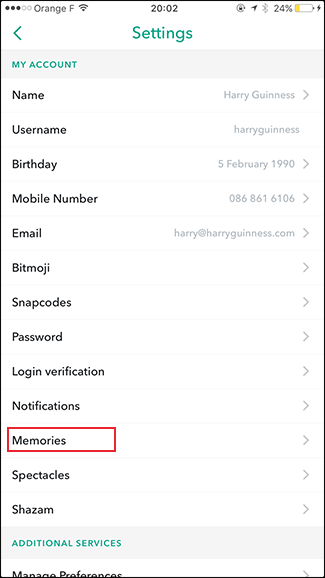 Orange F 20:02 24%
Settings
MY ACCOUNT
Name Harry Guinness
Username harryguinness
Birthday 5 February 1990
Mobile Number 086 861 6106
Email harry@harryguinness.com
Bitmoji
Snapcodes
Password
Login verification
Notifications
Memories
Spectacles
Shazam
ADDITIONAL SERVICES
Manage Preferences